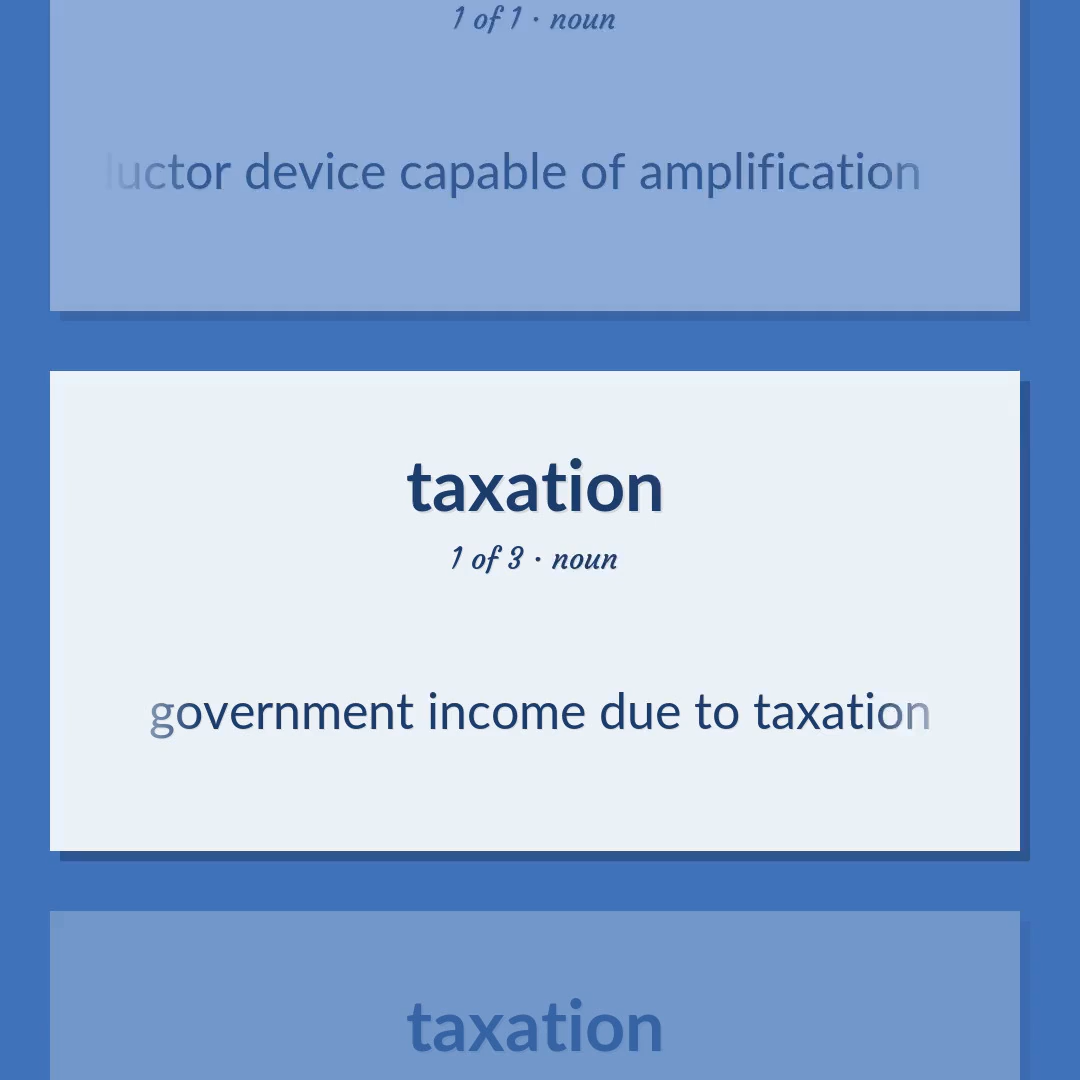 1 of 1 · noun
device capable of amplification
taxation
1 of 3 · noun
government income due to taxation
taxation